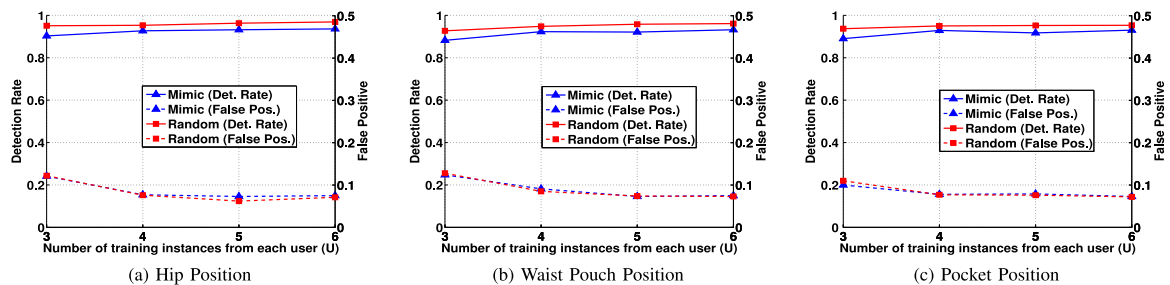 Detection Rate
1
0.8
0.6
0.4
0.2
0
0.5
0.4
0.3
0.2
0.1
0
False Positive
Mimic (Det. Rate)
Mimic (False Pos.)
Random (Det. Rate)
Random (False Pos.)
3 4 5 6
Number of training instances from each user (U)
(a) Hip Position
Detection Rate
1
0.8
0.6
0.4
0.2
0
0.5
0.4
0.3
0.2
0.1
0
False Positive
Mimic (Det. Rate)
Mimic (False Pos.)
Random (Det. Rate)
Random (False Pos.)
3 4 5 6
Number of training instances from each user (U)
(b) Waist Pouch Position
Detection Rate
1
0.8
0.6
0.4
0.2
0
0.5
0.4
0.3
0.2
0.1
0
False Positive
Mimic (Det. Rate)
Mimic (False Pos.)
Random (Det. Rate)
Random (False Pos.)
3 4 5 6
Number of training instances from each user (U)
(c) Pocket Position